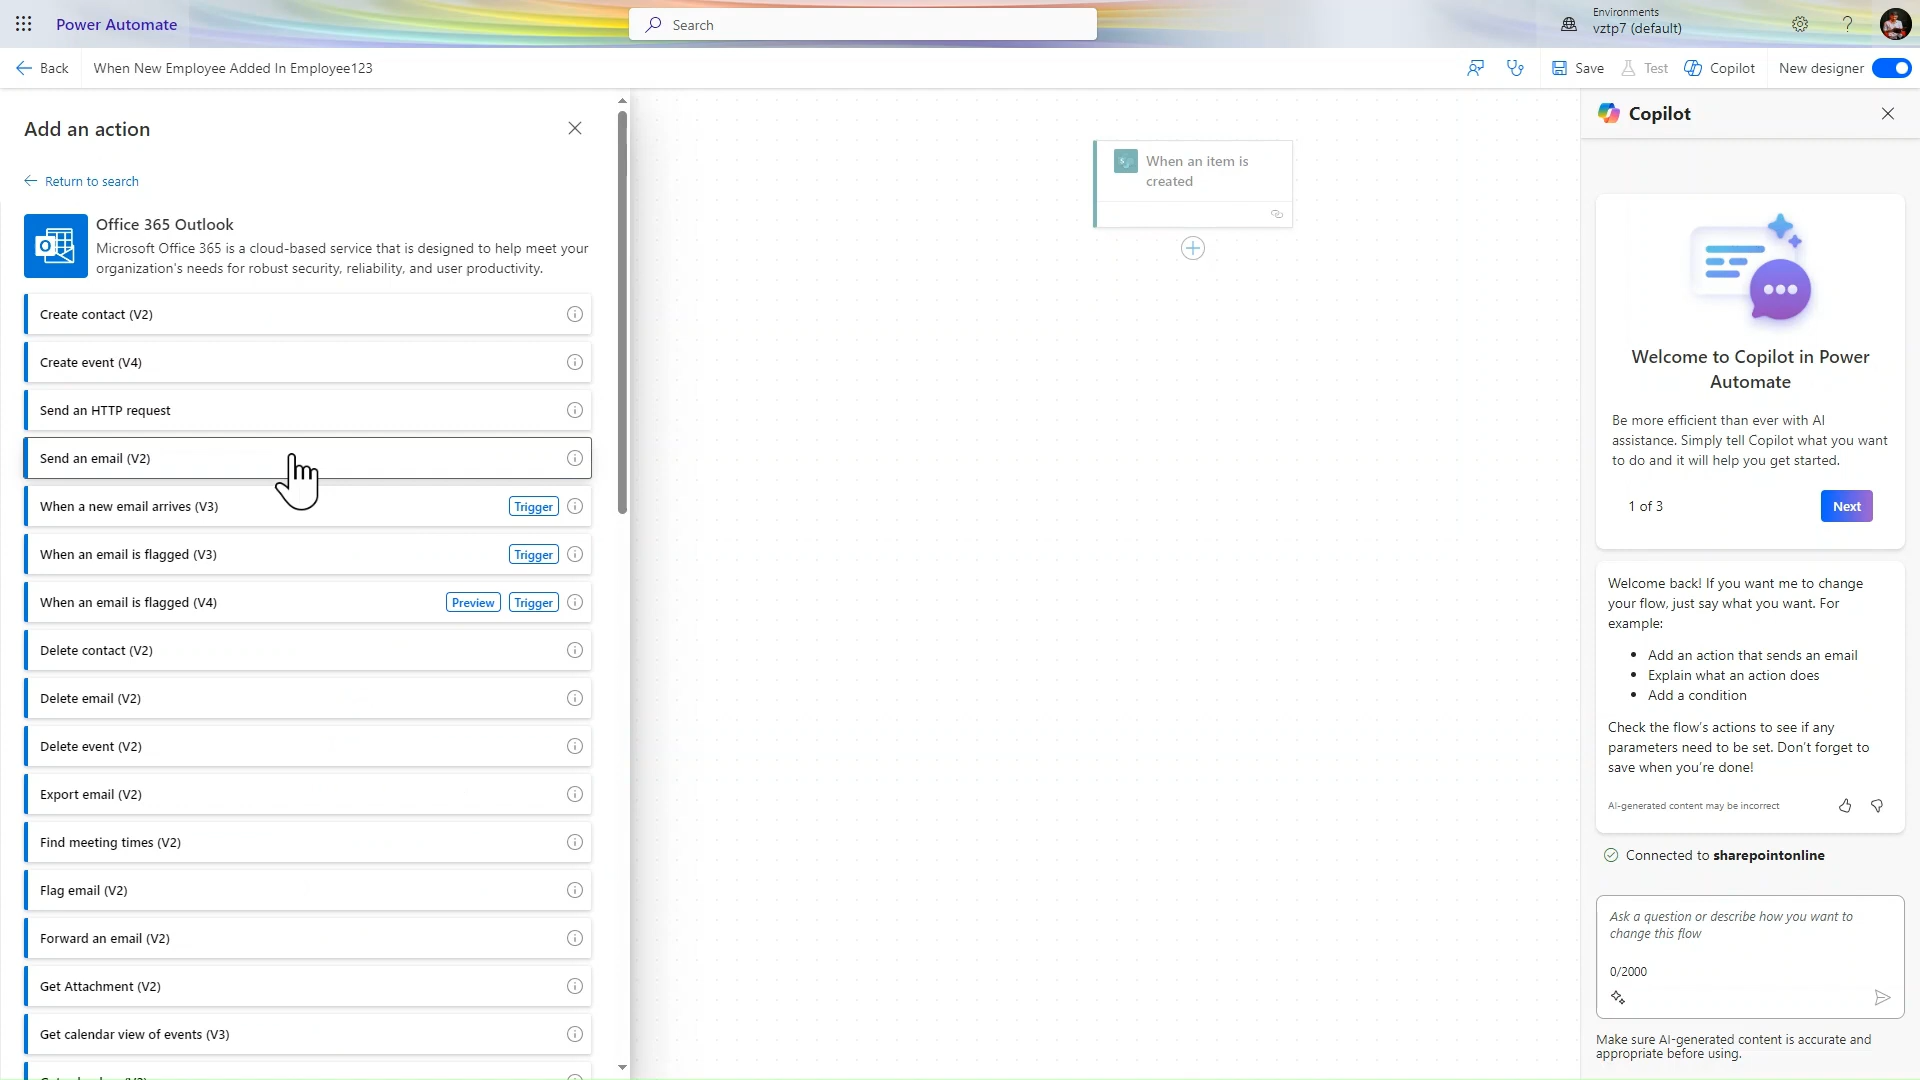 Power Automate
Search
Environments
vztp7 (default)
?
Back
When New Employee Added In Employee123
Save
Test
Copilot
New designer
Add an action
Return to search
Office 365 Outlook
Microsoft Office 365 is a cloud-based service that is designed to help meet your
organization's needs for robust security, reliability, and user productivity.
Create contact (V2)
Create event (V4)
Send an HTTP request
Send an email (V2)
When a new email arrives (V3) Trigger
When an email is flagged (V3) Trigger
When an email is flagged (V4) Preview Trigger
Delete contact (V2)
Delete email (V2)
Delete event (V2)
Export email (V2)
Find meeting times (V2)
Flag email (V2)
Forward an email (V2)
Get Attachment (V2)
Get calendar view of events (V3)
When an item is
created
Copilot
Welcome to Copilot in Power
Automate
Be more efficient than ever with AI
assistance. Simply tell Copilot what you want
to do and it will help you get started.
1 of 3
Next
Welcome back! If you want me to change
your flow, just say what you want. For
example:
• Add an action that sends an email
• Explain what an action does
• Add a condition
Check the flow's actions to see if any
parameters need to be set. Don't forget to
save when you're done!
AI-generated content may be incorrect
Connected to sharepointonline
Ask a question or describe how you want to
change this flow
0/2000
Make sure AI-generated content is accurate and
appropriate before using.